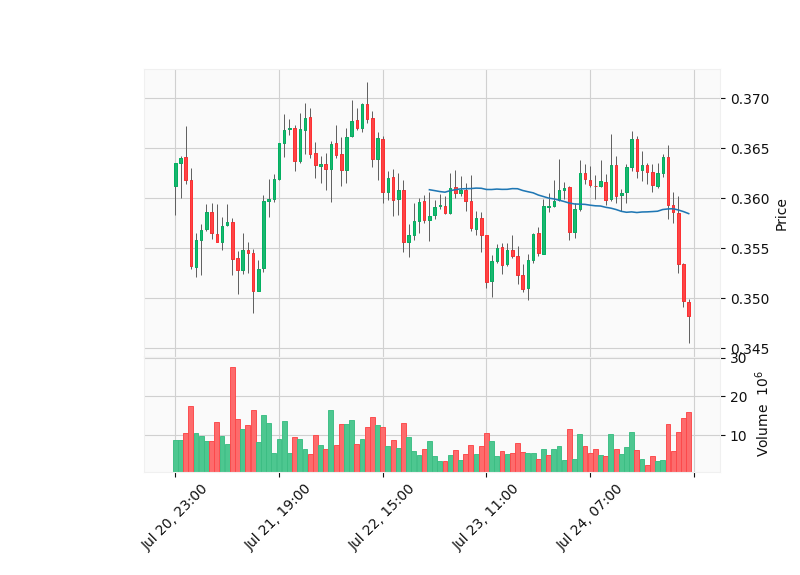 0.370
0.365
0.360
0.355
0.350
0.345
Price
30
20
10
Volume 10^6
Jul 20, 23:00
Jul 21, 19:00
Jul 22, 15:00
Jul 23, 11:00
Jul 24, 07:00